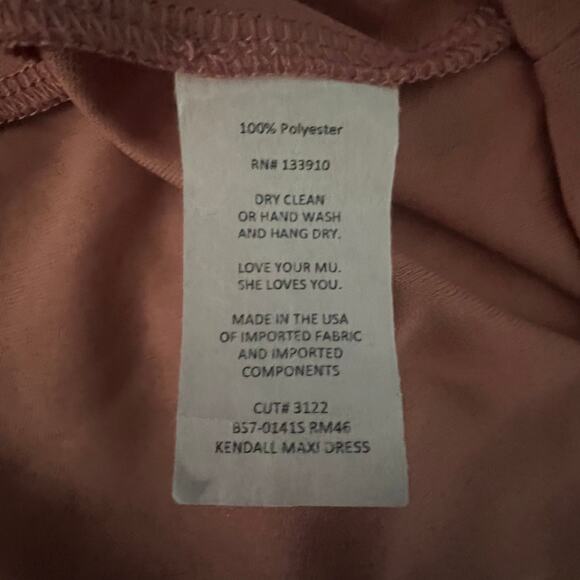 100% Polyester
RN# 133910
DRY CLEAN
OR HAND WASH
AND HANG DRY.
LOVE YOUR MU.
SHE LOVES YOU.
MADE IN THE USA
OF IMPORTED FABRIC
AND IMPORTED
COMPONENTS
CUT# 3122
BS7-0141S RM46
KENDALL MAXI DRESS